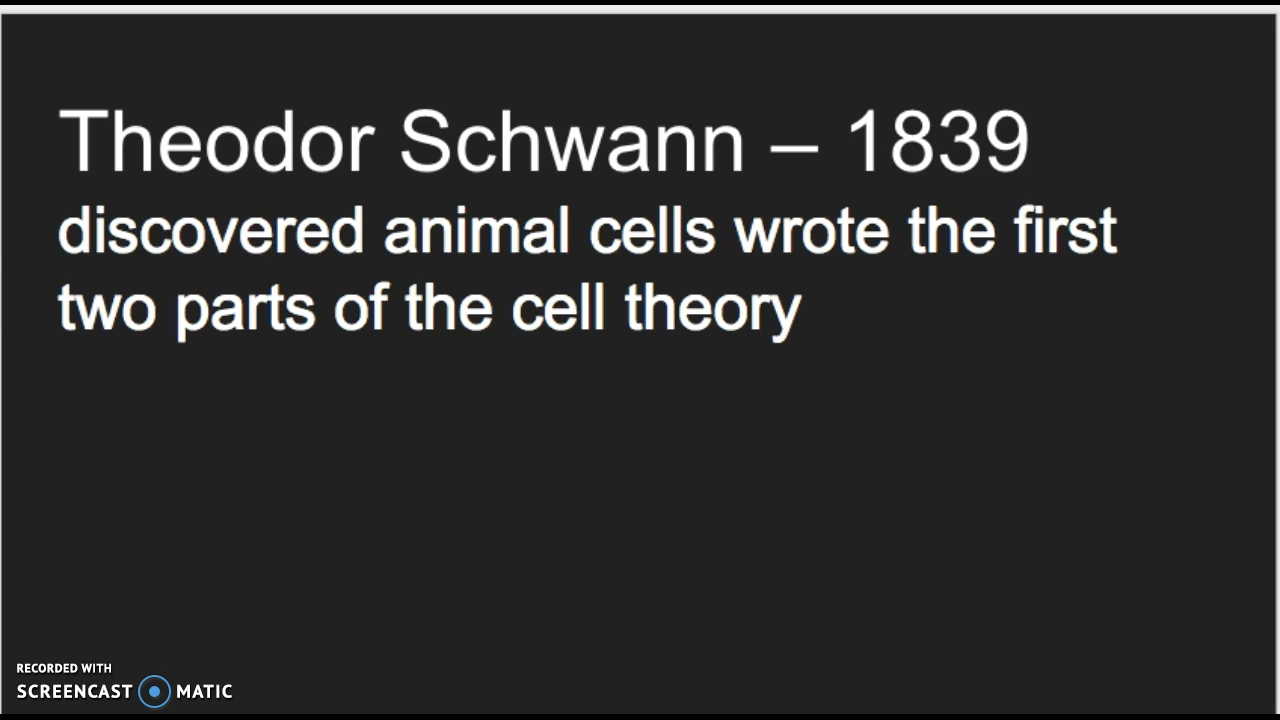 Theodor Schwann – 1839
discovered animal cells wrote the first
two parts of the cell theory
RECORDED WITH
SCREENCAST MATIC